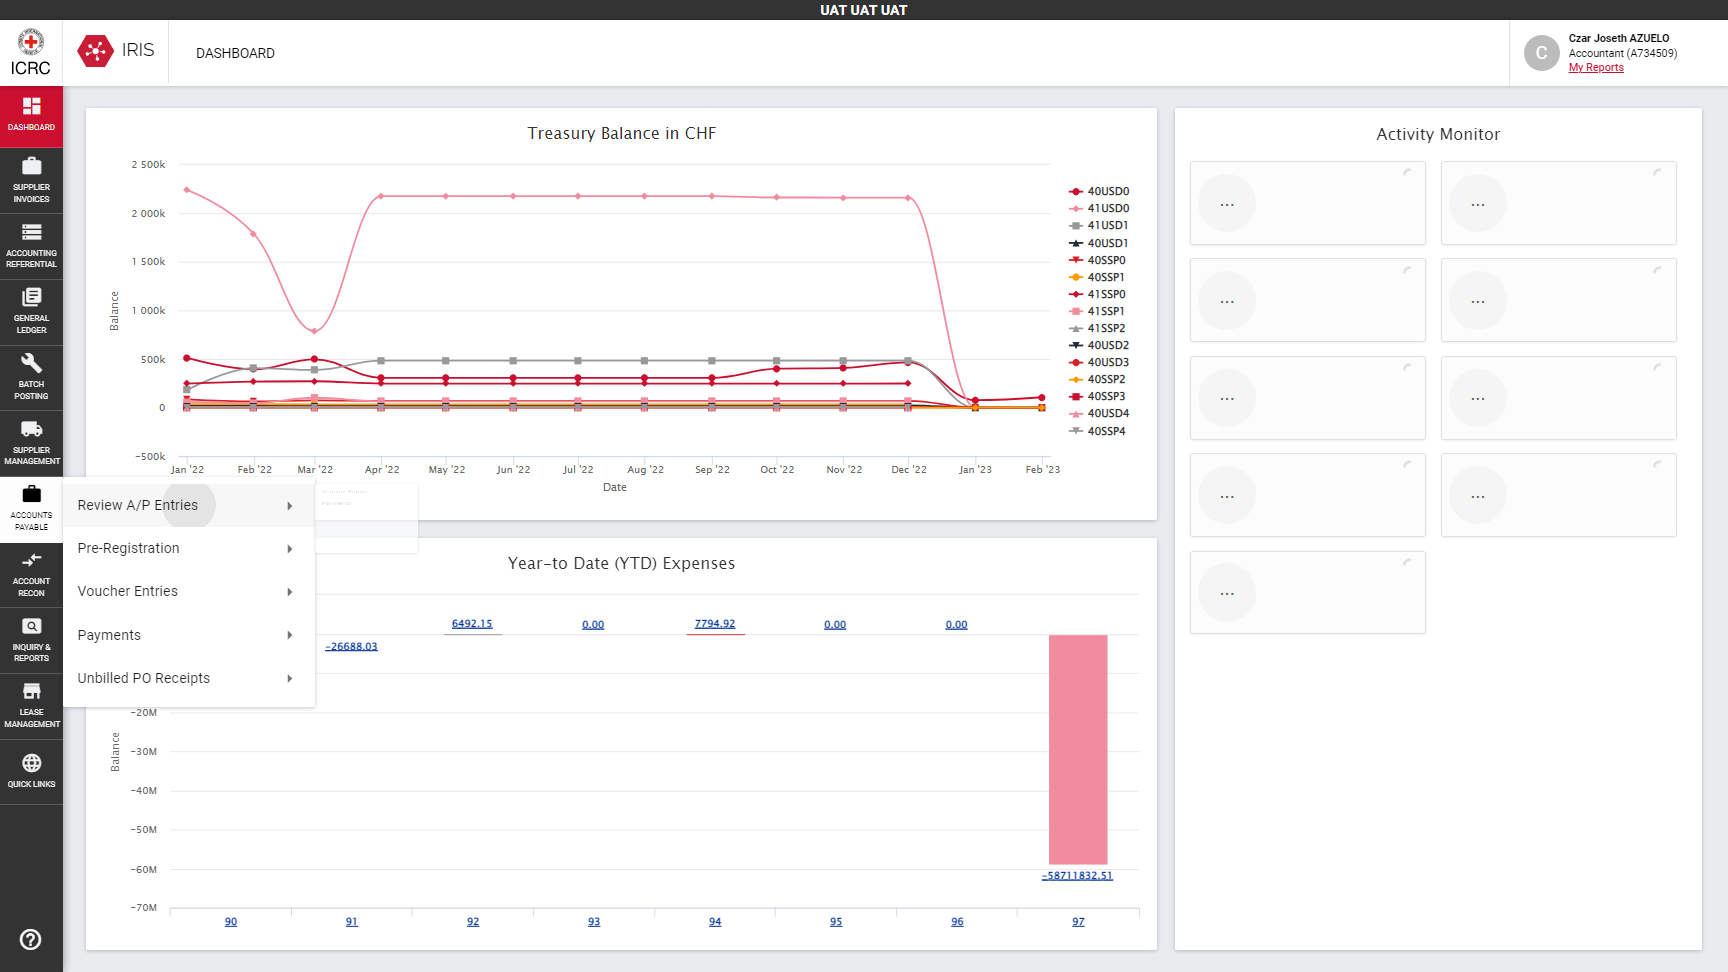 UAT UAT UAT
ICRC
IRIS
DASHBOARD
C
Czar Joseth AZUELO
Accountant (A734509)
My Reports
DASHBOARD
SUPPLIER
INVOICES
ACCOUNTING
REFERENTIAL
GENERAL
LEDGER
BATCH
POSTING
SUPPLIER
MANAGEMENT
ACCOUNTS
PAYABLE
ACCOUNT
RECON
INQUIRY &
REPORTS
LEASE
MANAGEMENT
QUICK LINKS
Review A/P Entries
Pre-Registration
Voucher Entries
Payments
Unbilled PO Receipts
Treasury Balance in CHF
2 500k
2 000k
1 500k
1 000k
500k
0
-500k
Balance
Jan '22
Feb '22
Mar '22
Apr '22
May '22
Jun '22
Jul '22
Aug '22
Sep '22
Oct '22
Nov '22
Dec '22
Jan '23
Feb '23
Date
40USD0
41USD0
41USD1
40USD1
40SSP0
40SSP1
41SSP0
41SSP1
41SSP2
40USD2
40USD3
40SSP2
40SSP3
40USD4
40SSP4
Year-to Date (YTD) Expenses
-26688.03
6492.15
0.00
7794.92
0.00
0.00
-58711832.51
-20M
-30M
-40M
-50M
-60M
-70M
Balance
90
91
92
93
94
95
96
97
Activity Monitor
...
...
...
...
...
...
...
...
...